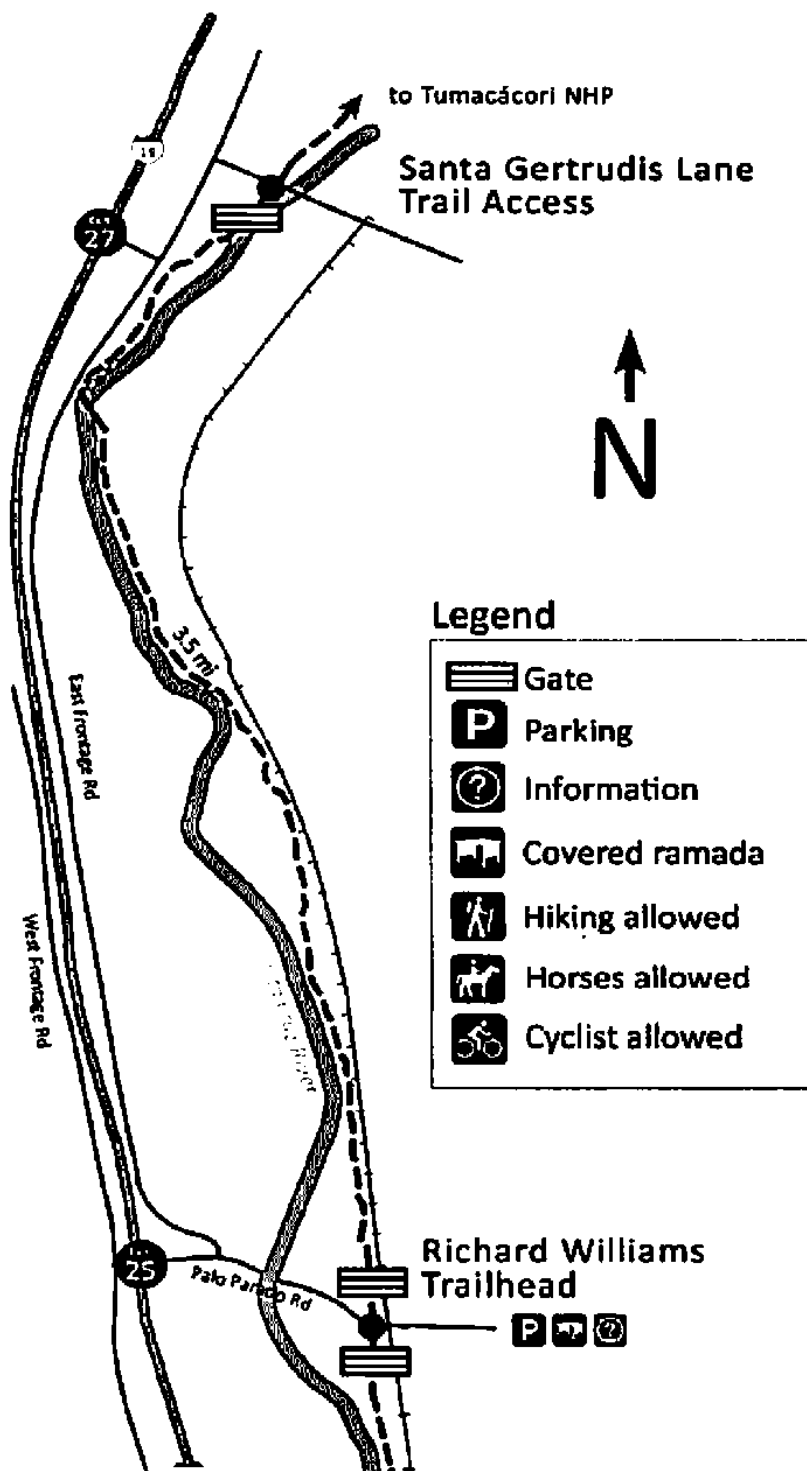 to Tumacácori NHP
19
Santa Gertrudis Lane
Trail Access
27
N
3.5 mi
East Frontage Rd
West Frontage Rd
Legend
Gate
P
Parking
?
Information
Covered ramada
Hiking allowed
Horses allowed
Cyclist allowed
River
25
Palo Parado Rd
Richard Williams
Trailhead
P
?